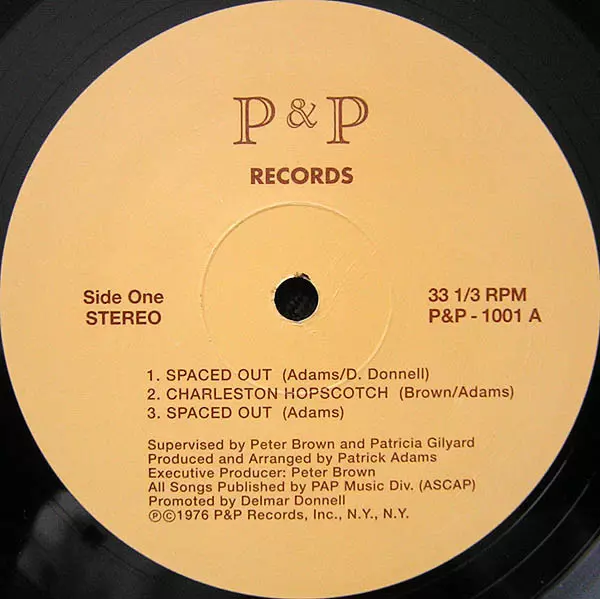 P & P
RECORDS
Side One
STEREO
33 1/3 RPM
P&P - 1001 A
1. SPACED OUT (Adams/D. Donnell)
2. CHARLESTON HOPSCOTCH (Brown/Adams)
3. SPACED OUT (Adams)
Supervised by Peter Brown and Patricia Gilyard
Produced and Arranged by Patrick Adams
Executive Producer: Peter Brown
All Songs Published by PAP Music Div. (ASCAP)
Promoted by Delmar Donnell
℗©1976 P&P Records, Inc., N.Y., N.Y.